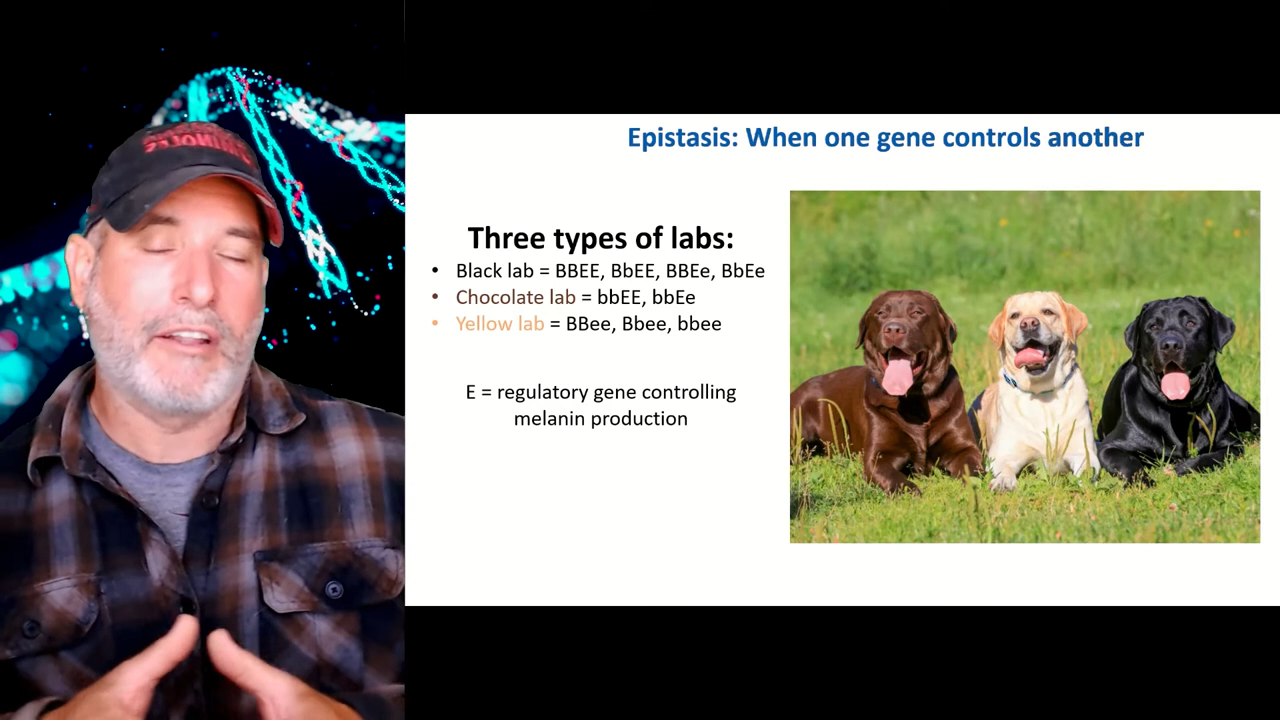 Epistasis: When one gene controls another
Three types of labs:
• Black lab = BBEE, BbEE, BBEe, BbEe
• Chocolate lab = bbEE, bbEe
• Yellow lab = BBee, Bbee, bbee
E = regulatory gene controlling
melanin production